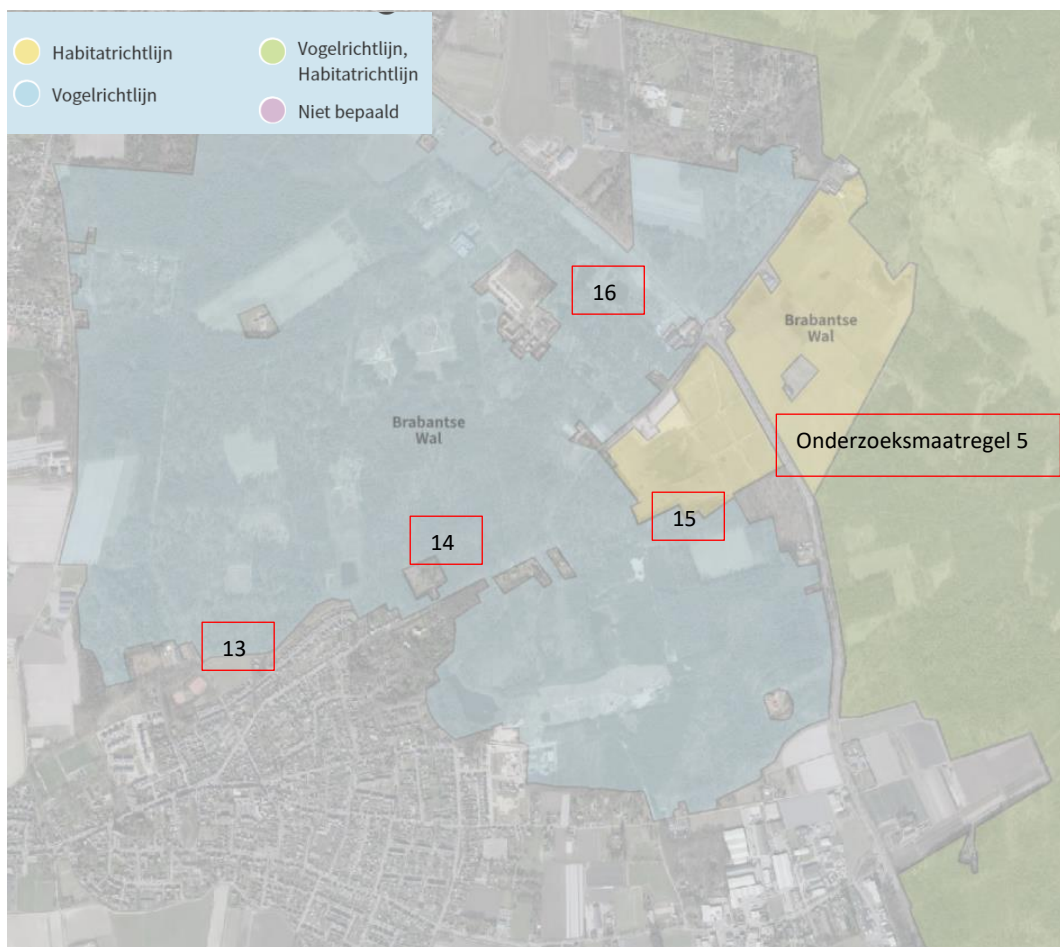 Habitatrichtlijn
Vogelrichtlijn
Vogelrichtlijn,
Habitatrichtlijn
Niet bepaald
16
Brabantse
Wal
Brabantse
Wal
Onderzoeksmaatregel 5
15
14
13